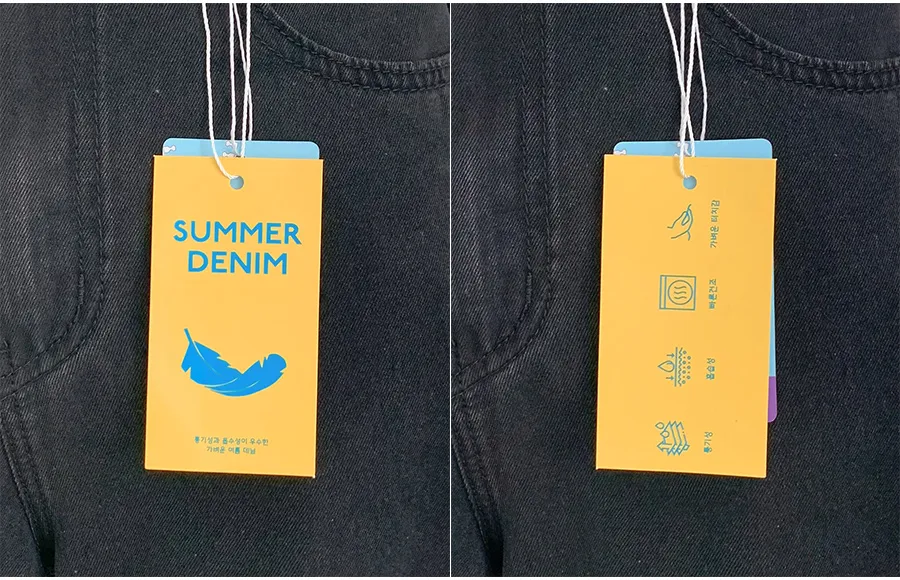 SUMMER
DENIM
통기성과 흡수성이 우수한
가벼운 여름 데님
가벼운 터치감
빠른건조
흡습성
통기성